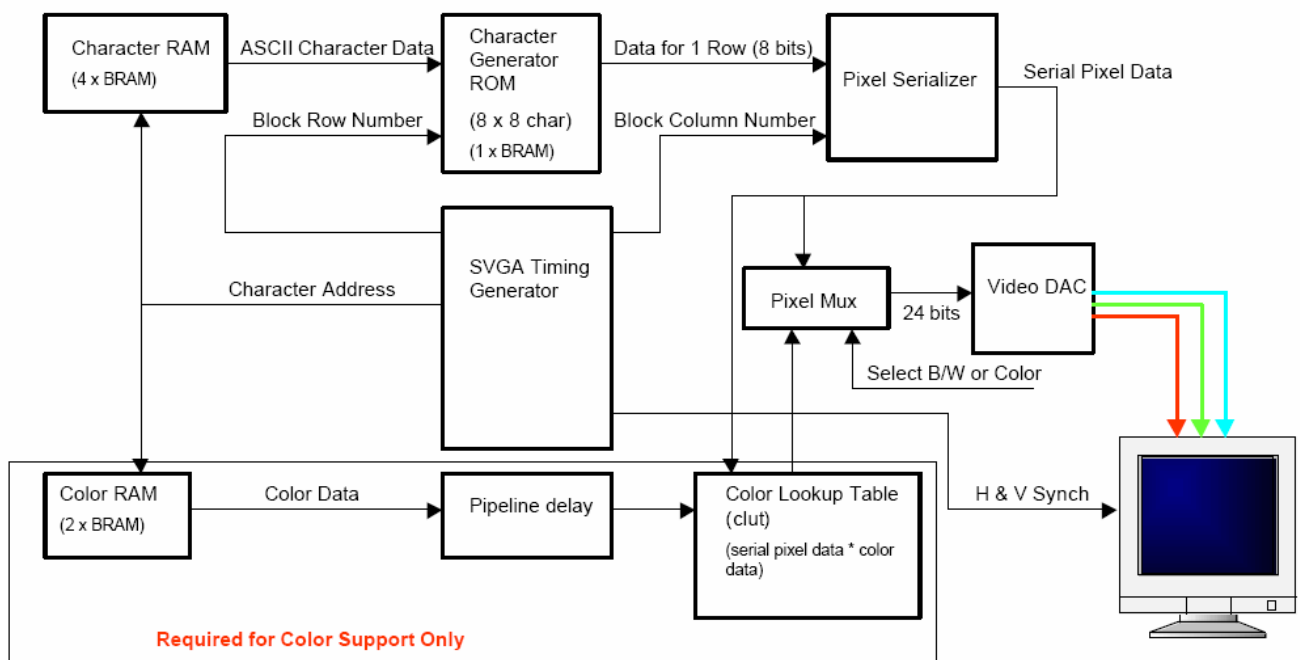 Character RAM
(4 x BRAM)
ASCII Character Data
Character
Generator
ROM
(8 x 8 char)
(1 x BRAM)
Data for 1 Row (8 bits)
Pixel Serializer
Serial Pixel Data
Block Row Number
Block Column Number
SVGA Timing
Generator
Character Address
Pixel Mux
24 bits
Video DAC
Select B/W or Color
Color RAM
(2 x BRAM)
Color Data
Pipeline delay
Color Lookup Table
(clut)
(serial pixel data * color
data)
H & V Synch
Required for Color Support Only